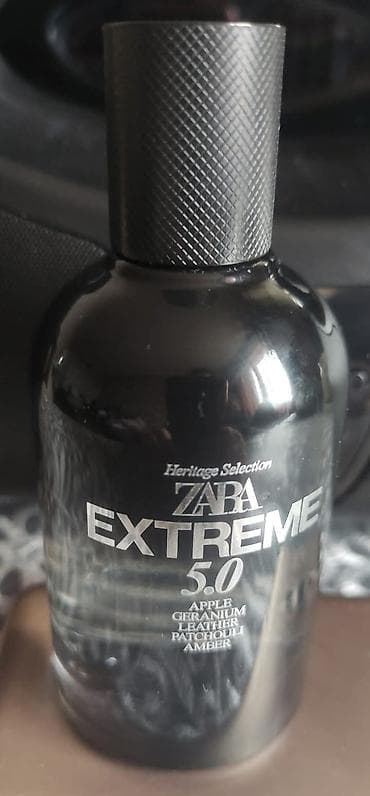 Heritage Selection
ZARA
EXTREME
5.0
APPLE
GERANIUM
LEATHER
PATCHOULI
AMBER